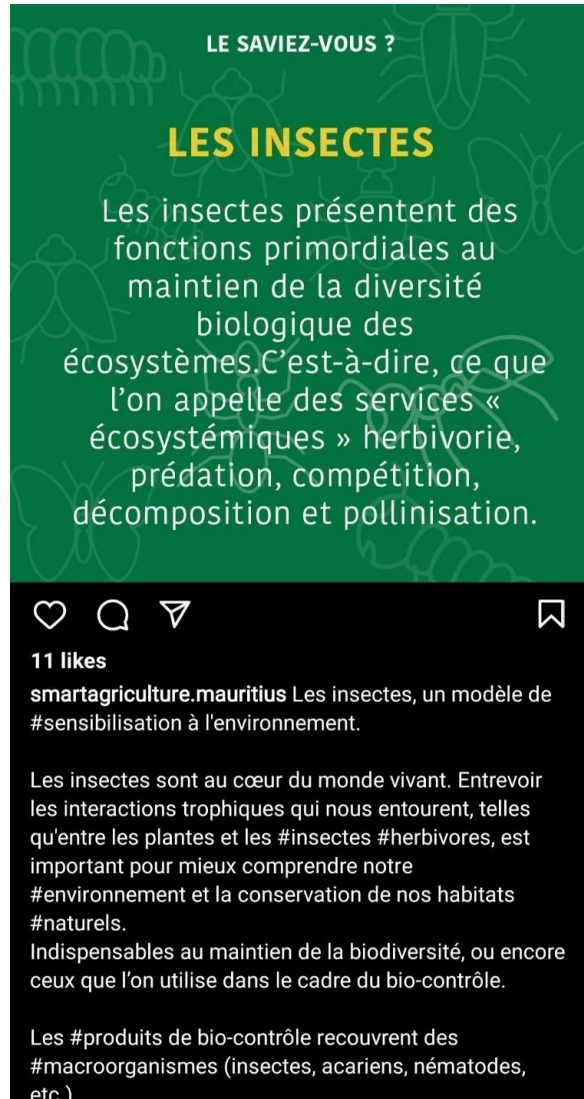 LE SAVIEZ-VOUS ?
LES INSECTES
Les insectes présentent des
fonctions primordiales au
maintien de la diversité
biologique des
écosystèmes.C'est-à-dire, ce que
l'on appelle des services «
écosystémiques » herbivorie,
prédation, compétition,
décomposition et pollinisation.
11 likes
smartagriculture.mauritius Les insectes, un modèle de
#sensibilisation à l'environnement.
Les insectes sont au cœur du monde vivant. Entrevoir
les interactions trophiques qui nous entourent, telles
qu'entre les plantes et les #insectes #herbivores, est
important pour mieux comprendre notre
#environnement et la conservation de nos habitats
#naturels.
Indispensables au maintien de la biodiversité, ou encore
ceux que l'on utilise dans le cadre du bio-contrôle.
Les #produits de bio-contrôle recouvrent des
#macroorganismes (insectes, acariens, nématodes,
etc.)